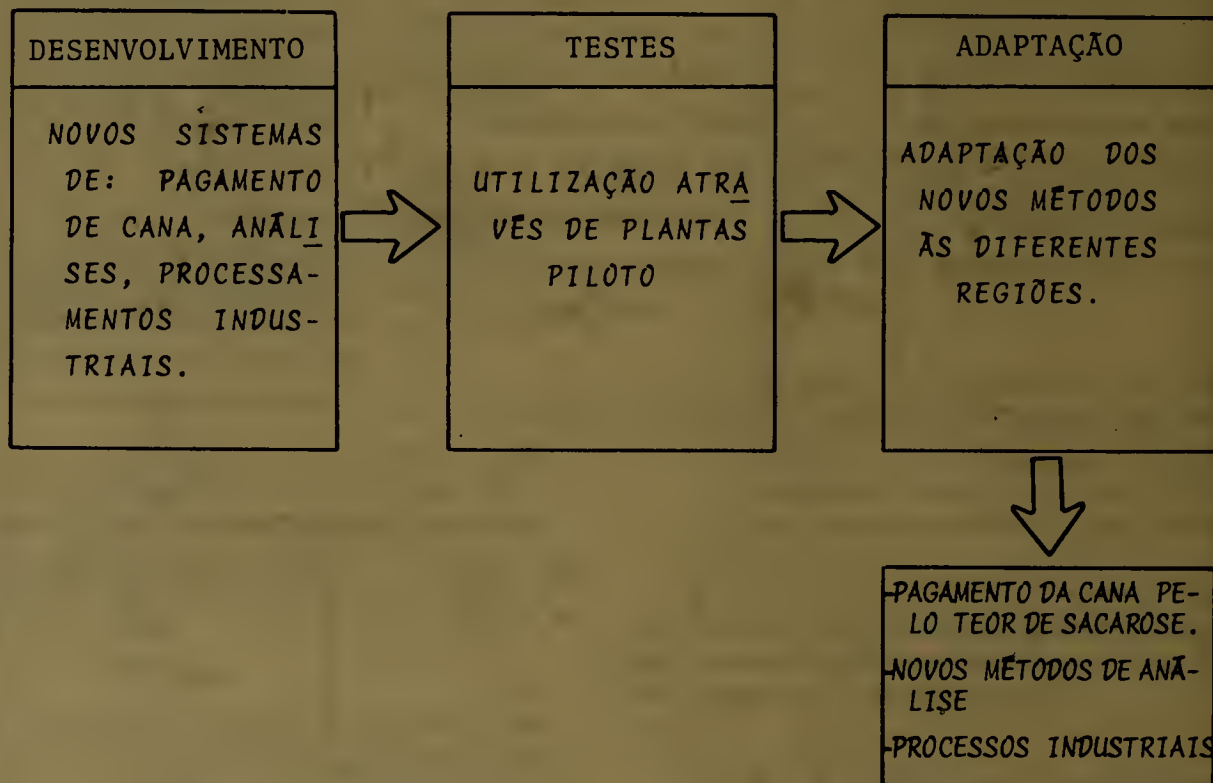 DESENVOLVIMENTO
NOVOS SISTEMAS
DE: PAGAMENTO
DE CANA, ANÁLI
SES, PROCESSA-
MENTOS INDUS-
TRIAIS.
TESTES
UTILIZAÇÃO ATRA
VÉS DE PLANTAS
PILOTO
ADAPTAÇÃO
ADAPTAÇÃO DOS
NOVOS MÉTODOS
ÀS DIFERENTES
REGIÕES.
-PAGAMENTO DA CANA PE-
LO TEOR DE SACAROSE.
-NOVOS MÉTODOS DE ANÁ-
LISE
-PROCESSOS INDUSTRIAIS